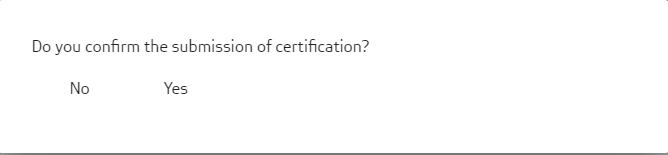 Do you confirm the submission of certification?
No Yes